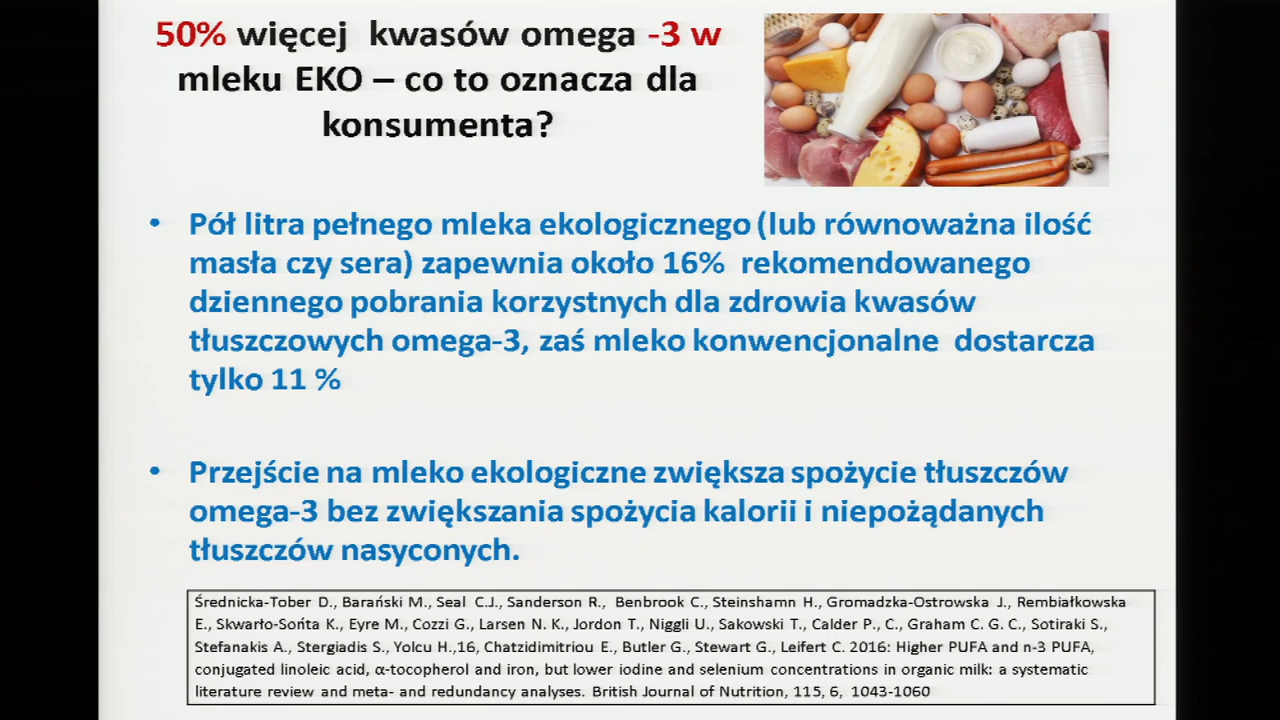 50% więcej kwasów omega -3 w
mleku EKO – co to oznacza dla
konsumenta?
• Pół litra pełnego mleka ekologicznego (lub równoważna ilość
masła czy sera) zapewnia około 16% rekomendowanego
dziennego pobrania korzystnych dla zdrowia kwasów
tłuszczowych omega-3, zaś mleko konwencjonalne dostarcza
tylko 11 %
• Przejście na mleko ekologiczne zwiększa spożycie tłuszczów
omega-3 bez zwiększania spożycia kalorii i niepożądanych
tłuszczów nasyconych.
Średnicka-Tober D., Barański M., Seal C.J., Sanderson R., Benbrook C., Steinshamn H., Gromadzka-Ostrowska J., Rembiałkowska
E., Skwarło-Sońta K., Eyre M., Cozzi G., Larsen N. K., Jordon T., Niggli U., Sakowski T., Calder P., C., Graham C. G. C., Sotiraki S.,
Stefanakis A., Stergiadis S., Yolcu H.,16, Chatzidimitriou E., Butler G., Stewart G., Leifert C. 2016: Higher PUFA and n-3 PUFA,
conjugated linoleic acid, α-tocopherol and iron, but lower iodine and selenium concentrations in organic milk: a systematic
literature review and meta- and redundancy analyses. British Journal of Nutrition, 115, 6, 1043-1060